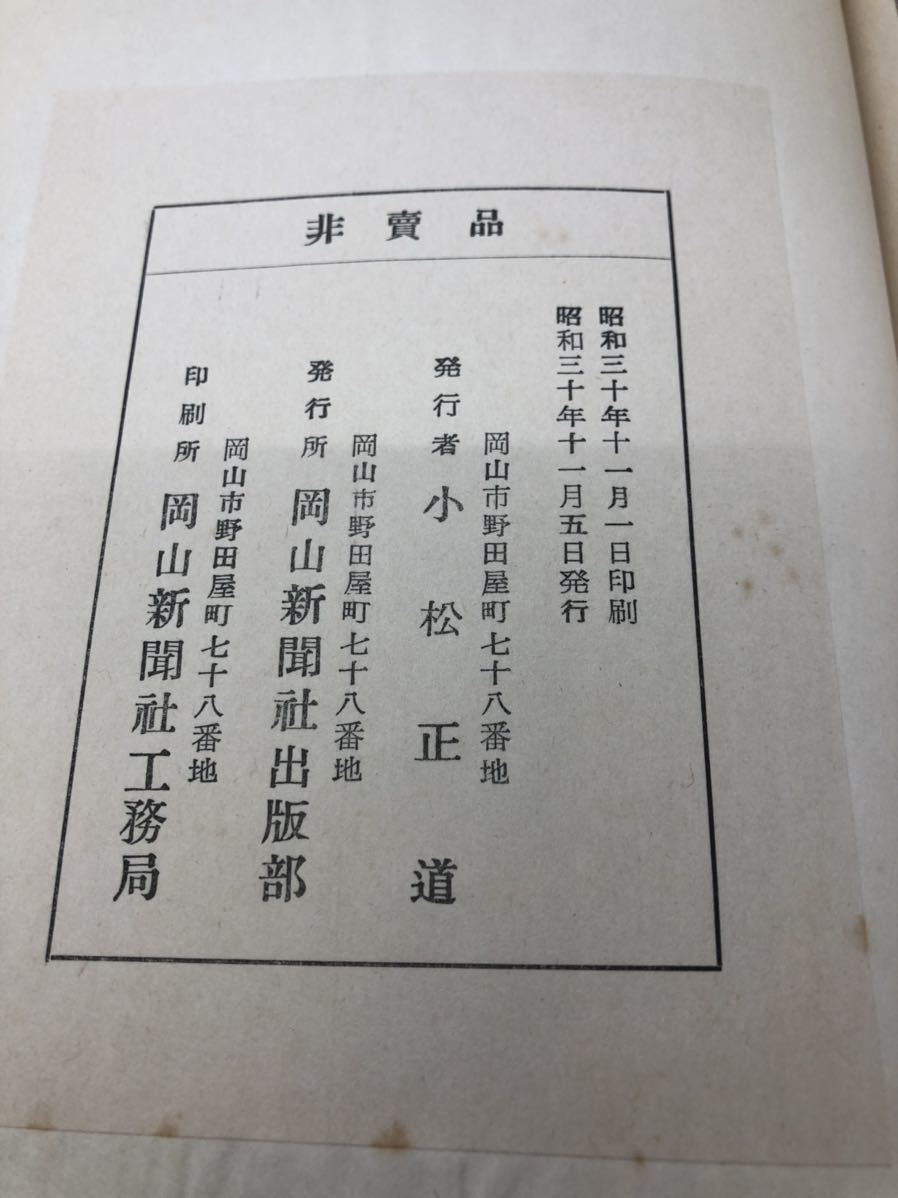 非賣品
昭和三十年十一月一日印刷
昭和三十年十一月五日発行
岡山市野田屋町七十八番地
発行者 小松正道
岡山市野田屋町七十八番地
発行所 岡山新聞社出版部
岡山市野田屋町七十八番地
印刷所 岡山新聞社工務局